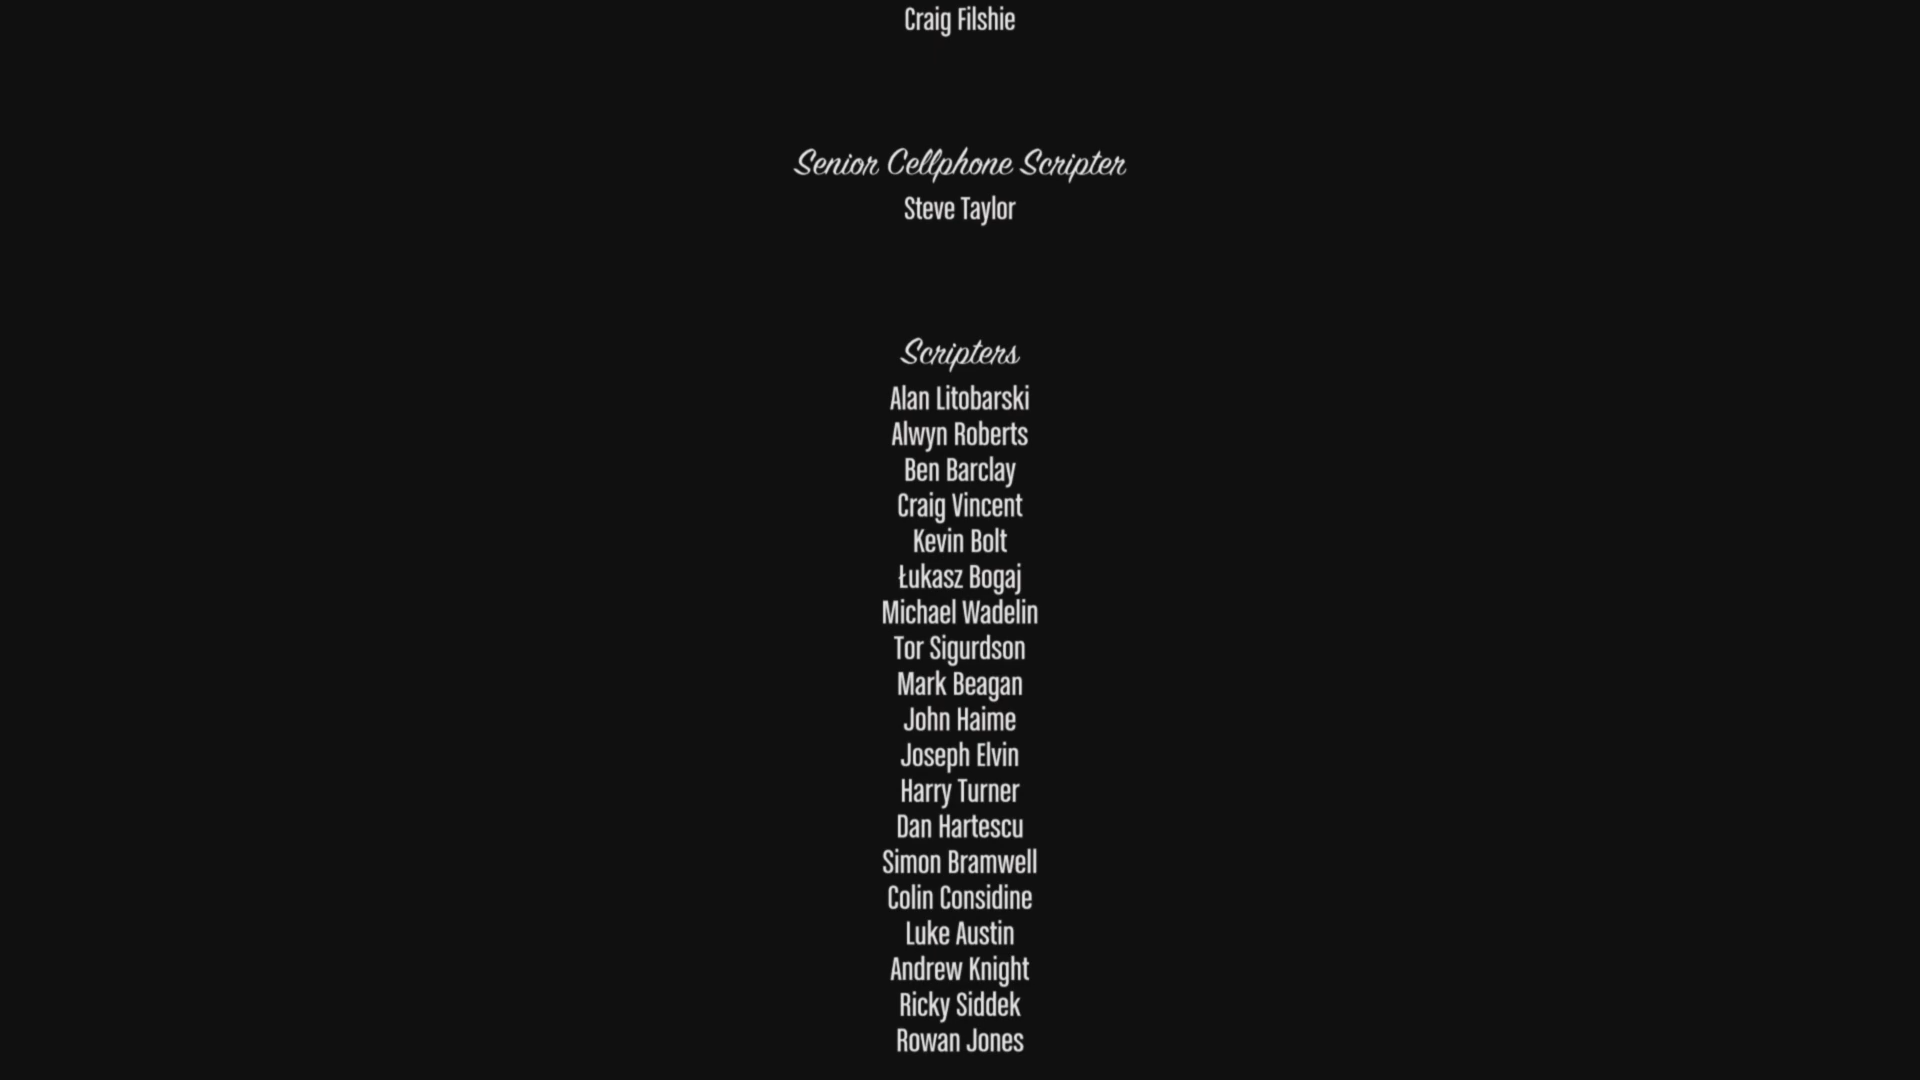 Craig Filshie
Senior Cellphone Scripter
Steve Taylor
Scripters
Alan Litobarski
Alwyn Roberts
Ben Barclay
Craig Vincent
Kevin Bolt
Łukasz Bogaj
Michael Wadelin
Tor Sigurdson
Mark Beagan
John Haime
Joseph Elvin
Harry Turner
Dan Hartescu
Simon Bramwell
Colin Considine
Luke Austin
Andrew Knight
Ricky Siddek
Rowan Jones